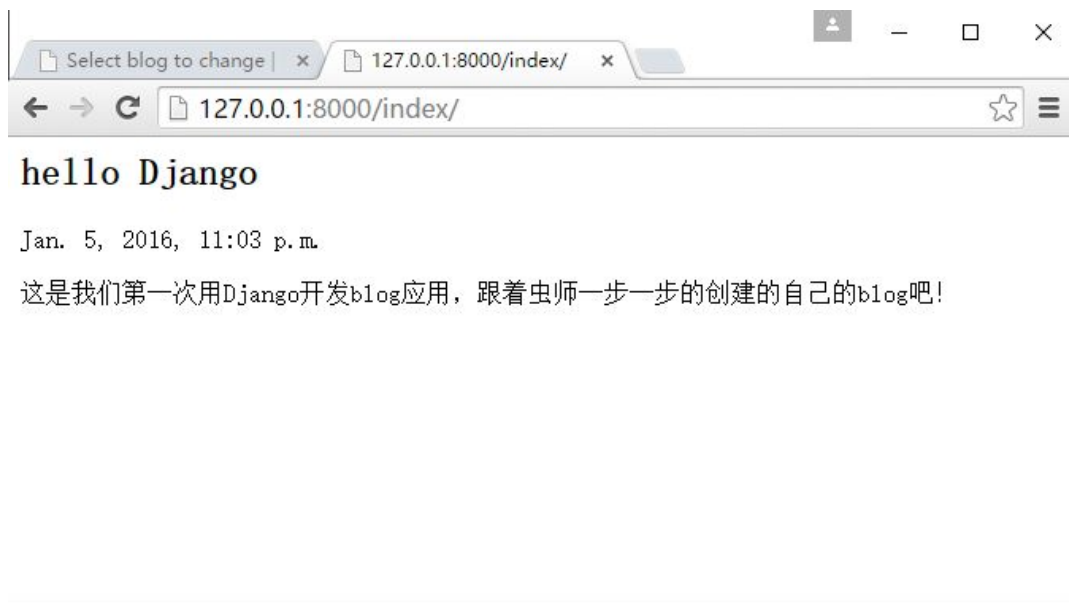 Select blog to change |
127.0.0.1:8000/index/
127.0.0.1:8000/index/
hello Django
Jan. 5, 2016, 11:03 p.m.
这是我们第一次用Django开发blog应用，跟着虫师一步一步的创建的自己的blog吧！